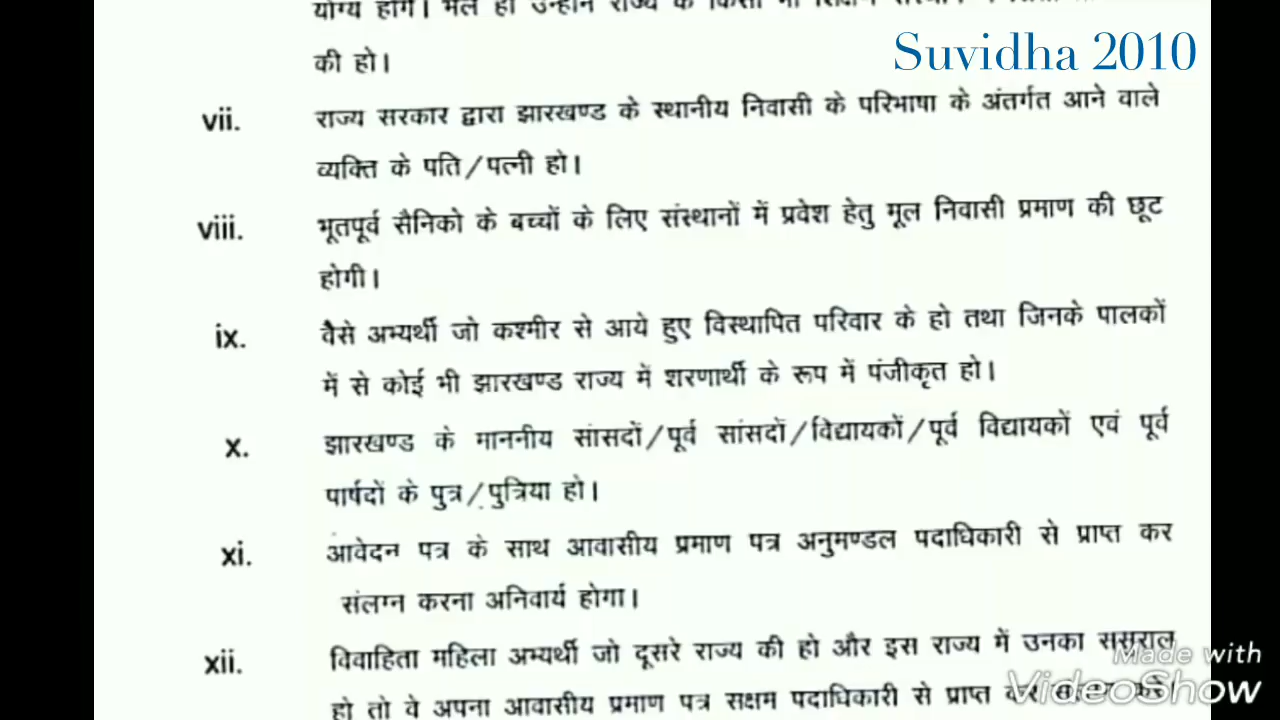 Suvidha 2010
की हो।
vii. राज्य सरकार द्वारा झारखण्ड के स्थानीय निवासी के परिभाषा के अंतर्गत आने वाले
व्यक्ति के पति/पत्नी हो।
viii. भूतपूर्व सैनिको के बच्चों के लिए संस्थानों में प्रवेश हेतु मूल निवासी प्रमाण की छूट
होगी।
ix. वैसे अभ्यर्थी जो कश्मीर से आये हुए विस्थापित परिवार के हो तथा जिनके पालकों
में से कोई भी झारखण्ड राज्य में शरणार्थी के रूप में पंजीकृत हो।
x. झारखण्ड के माननीय सांसदों/पूर्व सांसदों/विद्यायकों/पूर्व विद्यायकों एवं पूर्व
पार्षदों के पुत्र/पुत्रिया हो।
xi. आवेदन पत्र के साथ आवासीय प्रमाण पत्र अनुमण्डल पदाधिकारी से प्राप्त कर
संलग्न करना अनिवार्य होगा।
xii. विवाहिता महिला अभ्यर्थी जो दूसरे राज्य की हो और इस राज्य में उनका ससुराल
हो तो वे अपना आवासीय प्रमाण पत्र सक्षम पदाधिकारी से प्राप्त कर
Made with
VideoShow